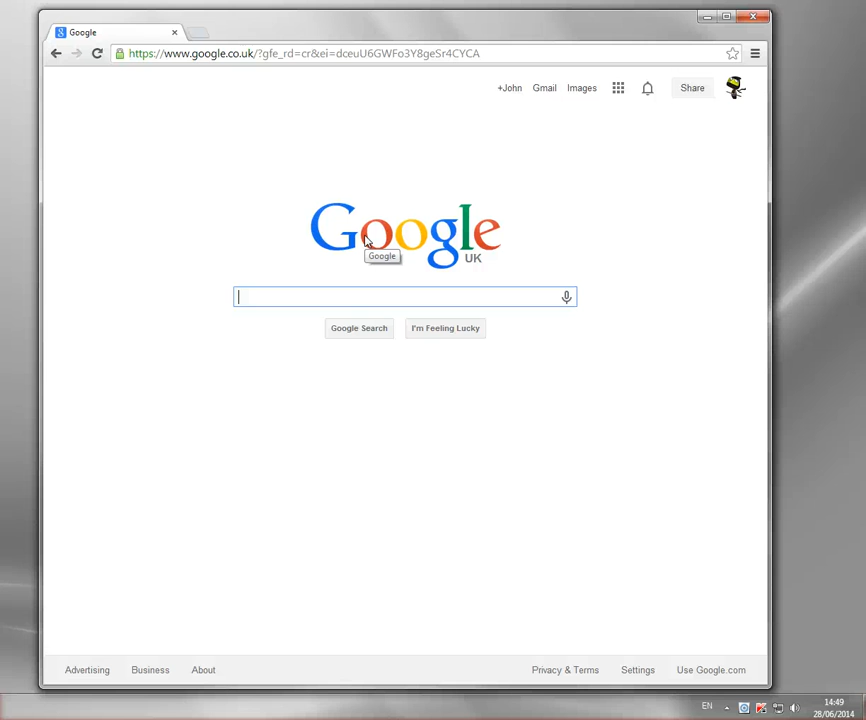 Google
https://www.google.co.uk/?gfe_rd=cr&ei=dceuU6GWFo3Y8geSr4CYCA
+John Gmail Images Share
Google
UK
Google
Google Search I'm Feeling Lucky
Advertising Business About Privacy & Terms Settings Use Google.com
EN 14:49
28/06/2014